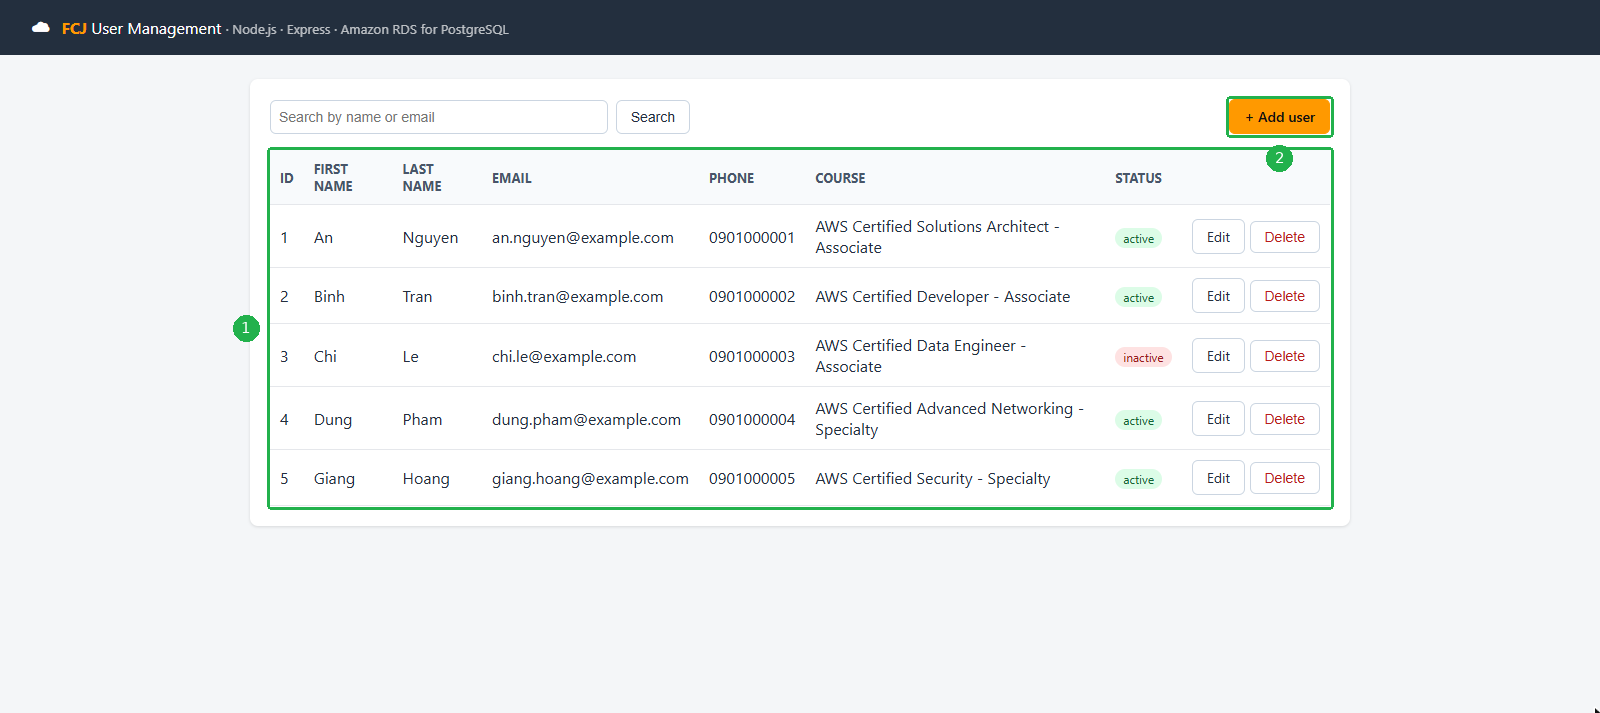 FCJ User Management · Node.js · Express · Amazon RDS for PostgreSQL
Search by name or email Search + Add user
2
ID FIRST NAME LAST NAME EMAIL PHONE COURSE STATUS
1 An Nguyen an.nguyen@example.com 0901000001 AWS Certified Solutions Architect - Associate active Edit Delete
2 Binh Tran binh.tran@example.com 0901000002 AWS Certified Developer - Associate active Edit Delete
1
3 Chi Le chi.le@example.com 0901000003 AWS Certified Data Engineer - Associate inactive Edit Delete
4 Dung Pham dung.pham@example.com 0901000004 AWS Certified Advanced Networking - Specialty active Edit Delete
5 Giang Hoang giang.hoang@example.com 0901000005 AWS Certified Security - Specialty active Edit Delete